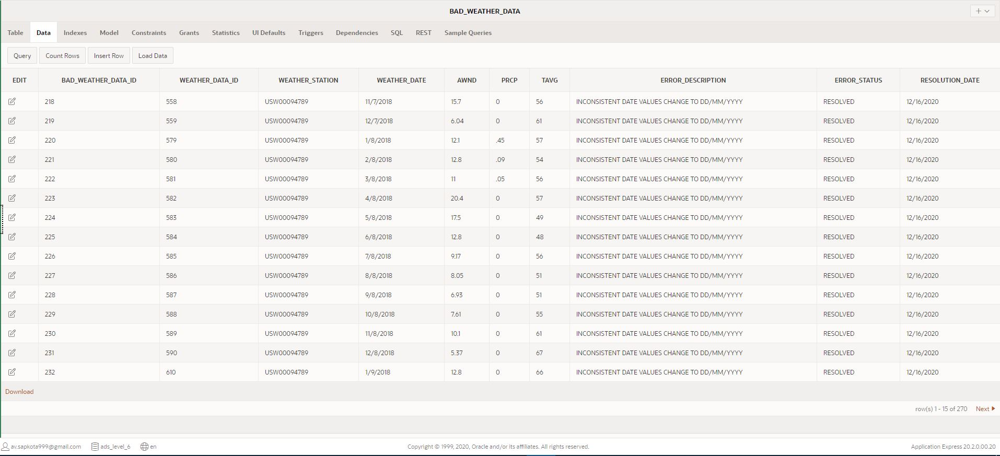 BAD_WEATHER_DATA
Table Data Indexes Model Constraints Grants Statistics UI Defaults Triggers Dependencies SQL REST Sample Queries
Query Count Rows Insert Row Load Data
EDIT BAD_WEATHER_DATA_ID WEATHER_DATA_ID WEATHER_STATION WEATHER_DATE AWND PRCP TAVG ERROR_DESCRIPTION ERROR_STATUS RESOLUTION_DATE
218 558 USW00094789 11/7/2018 15.7 0 56 INCONSISTENT DATE VALUES CHANGE TO DD/MM/YYYY RESOLVED 12/16/2020
219 559 USW00094789 12/7/2018 6.04 0 61 INCONSISTENT DATE VALUES CHANGE TO DD/MM/YYYY RESOLVED 12/16/2020
220 579 USW00094789 1/8/2018 12.1 .45 57 INCONSISTENT DATE VALUES CHANGE TO DD/MM/YYYY RESOLVED 12/16/2020
221 580 USW00094789 2/8/2018 12.8 .09 54 INCONSISTENT DATE VALUES CHANGE TO DD/MM/YYYY RESOLVED 12/16/2020
222 581 USW00094789 3/8/2018 11 .05 56 INCONSISTENT DATE VALUES CHANGE TO DD/MM/YYYY RESOLVED 12/16/2020
223 582 USW00094789 4/8/2018 20.4 0 57 INCONSISTENT DATE VALUES CHANGE TO DD/MM/YYYY RESOLVED 12/16/2020
224 583 USW00094789 5/8/2018 17.5 0 49 INCONSISTENT DATE VALUES CHANGE TO DD/MM/YYYY RESOLVED 12/16/2020
225 584 USW00094789 6/8/2018 12.8 0 48 INCONSISTENT DATE VALUES CHANGE TO DD/MM/YYYY RESOLVED 12/16/2020
226 585 USW00094789 7/8/2018 9.17 0 56 INCONSISTENT DATE VALUES CHANGE TO DD/MM/YYYY RESOLVED 12/16/2020
227 586 USW00094789 8/8/2018 8.05 0 51 INCONSISTENT DATE VALUES CHANGE TO DD/MM/YYYY RESOLVED 12/16/2020
228 587 USW00094789 9/8/2018 6.93 0 51 INCONSISTENT DATE VALUES CHANGE TO DD/MM/YYYY RESOLVED 12/16/2020
229 588 USW00094789 10/8/2018 7.61 0 55 INCONSISTENT DATE VALUES CHANGE TO DD/MM/YYYY RESOLVED 12/16/2020
230 589 USW00094789 11/8/2018 10.1 0 61 INCONSISTENT DATE VALUES CHANGE TO DD/MM/YYYY RESOLVED 12/16/2020
231 590 USW00094789 12/8/2018 5.37 0 67 INCONSISTENT DATE VALUES CHANGE TO DD/MM/YYYY RESOLVED 12/16/2020
232 610 USW00094789 1/9/2018 12.8 0 66 INCONSISTENT DATE VALUES CHANGE TO DD/MM/YYYY RESOLVED 12/16/2020
Download
row(s) 1 - 15 of 270 Next
av.sapkota999@gmail.com ads_level_6 en Copyright © 1999, 2020, Oracle and/or its affiliates. All rights reserved. Application Express 20.2.0.00.20